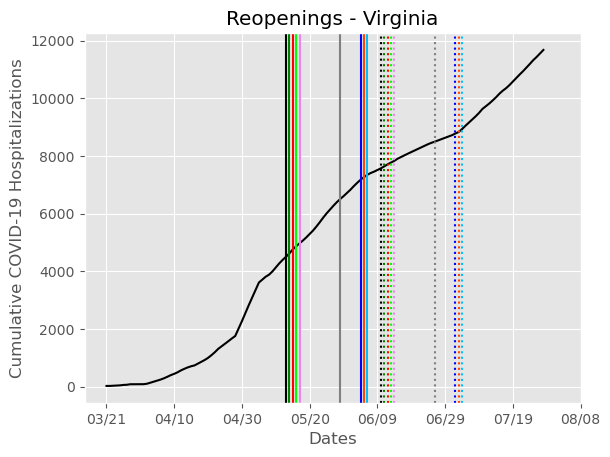 Reopenings - Virginia
Cumulative COVID-19 Hospitalizations
12000
10000
8000
6000
4000
2000
0
03/21 04/10 04/30 05/20 06/09 06/29 07/19 08/08
Dates